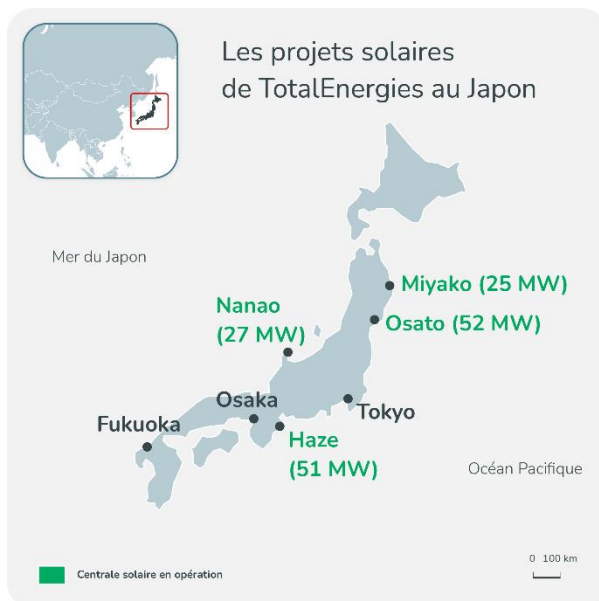 Les projets solaires
de TotalEnergies au Japon
Mer du Japon
Miyako (25 MW)
Nanao
(27 MW)
Osato (52 MW)
Osaka
Tokyo
Fukuoka
Haze
(51 MW)
Océan Pacifique
Centrale solaire en opération
0 100 km